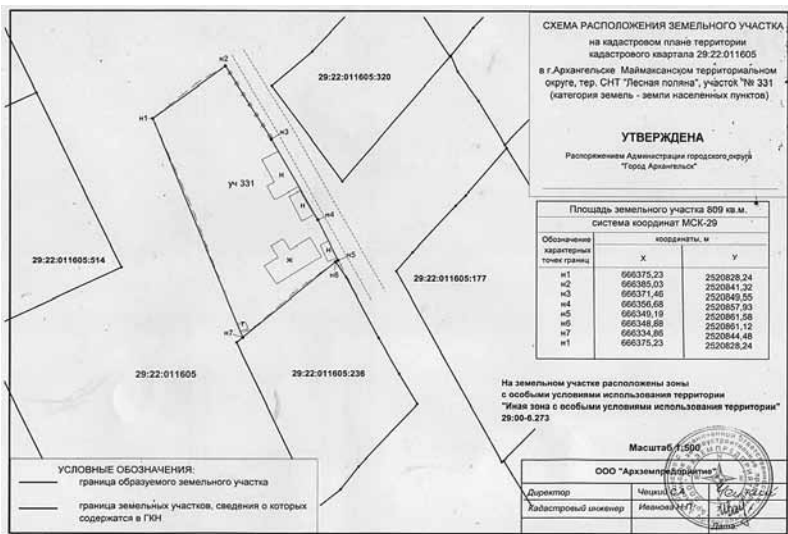 СХЕМА РАСПОЛОЖЕНИЯ ЗЕМЕЛЬНОГО УЧАСТКА
на кадастровом плане территории
кадастрового квартала 29:22:011605
в г.Архангельске Маймаксанском территориальном
округе, тер. СНТ "Лесная поляна", участок "№ 331
(категория земель - земли населенных пунктов)
УТВЕРЖДЕНА
Распоряжением Администрации городского округа
"Город Архангельск"
Площадь земельного участка 809 кв.м.
система координат МСК-29
Обозначение характерных точек границ
координаты, м
X У
н1 666375,23 2520828,24
н2 666385,03 2520841,32
н3 666371,46 2520849,55
н4 666356,68 2520857,93
н5 666349,19 2520861,58
н6 666348,88 2520861,12
н7 666334,86 2520844,48
н1 666375,23 2520828,24
На земельном участке расположены зоны
с особыми условиями использования территории
"Иная зона с особыми условиями использования территории"
29:00-6.273
Масштаб 1:500
ООО "Архземпредприятие"
Директор Чецкий С.А.
Кадастровый инженер Иванова Н.П.
Дата
н2
29:22:011605:320
н1
н3
уч 331
н
н
н4
29:22:011605:514
н
н5
ж
н6
29:22:011605:177
г
н7
29:22:011605
29:22:011605:236
УСЛОВНЫЕ ОБОЗНАЧЕНИЯ:
граница образуемого земельного участка
граница земельных участков, сведения о которых
содержатся в ГКН